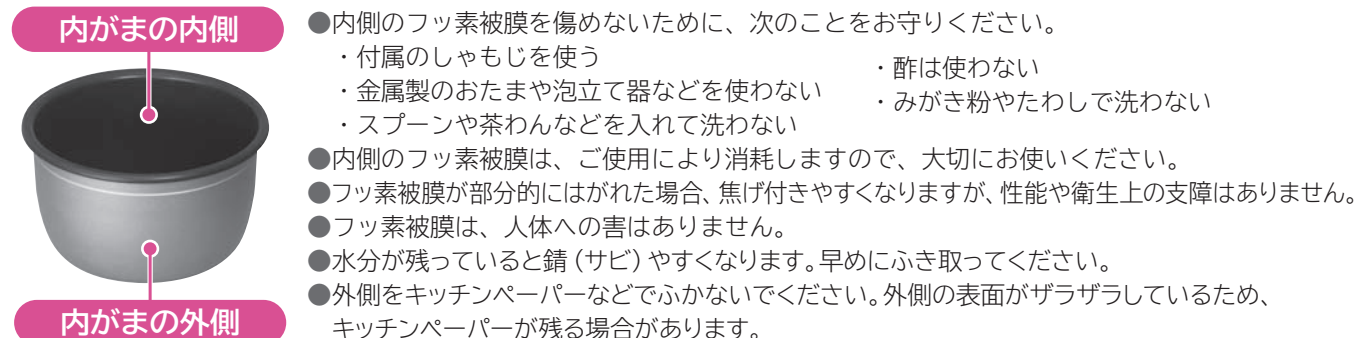 内がまの内側
●内側のフッ素被膜を傷めないために、次のことをお守りください。
・付属のしゃもじを使う
・金属製のおたまや泡立て器などを使わない
・スプーンや茶わんなどを入れて洗わない
・酢は使わない
・みがき粉やたわしで洗わない
●内側のフッ素被膜は、ご使用により消耗しますので、大切にお使いください。
●フッ素被膜が部分的にはがれた場合、焦げ付きやすくなりますが、性能や衛生上の支障はありません。
●フッ素被膜は、人体への害はありません。
●水分が残っていると錆（サビ）やすくなります。早めにふき取ってください。
●外側をキッチンペーパーなどでふかないでください。外側の表面がザラザラしているため、
キッチンペーパーが残る場合があります。
内がまの外側